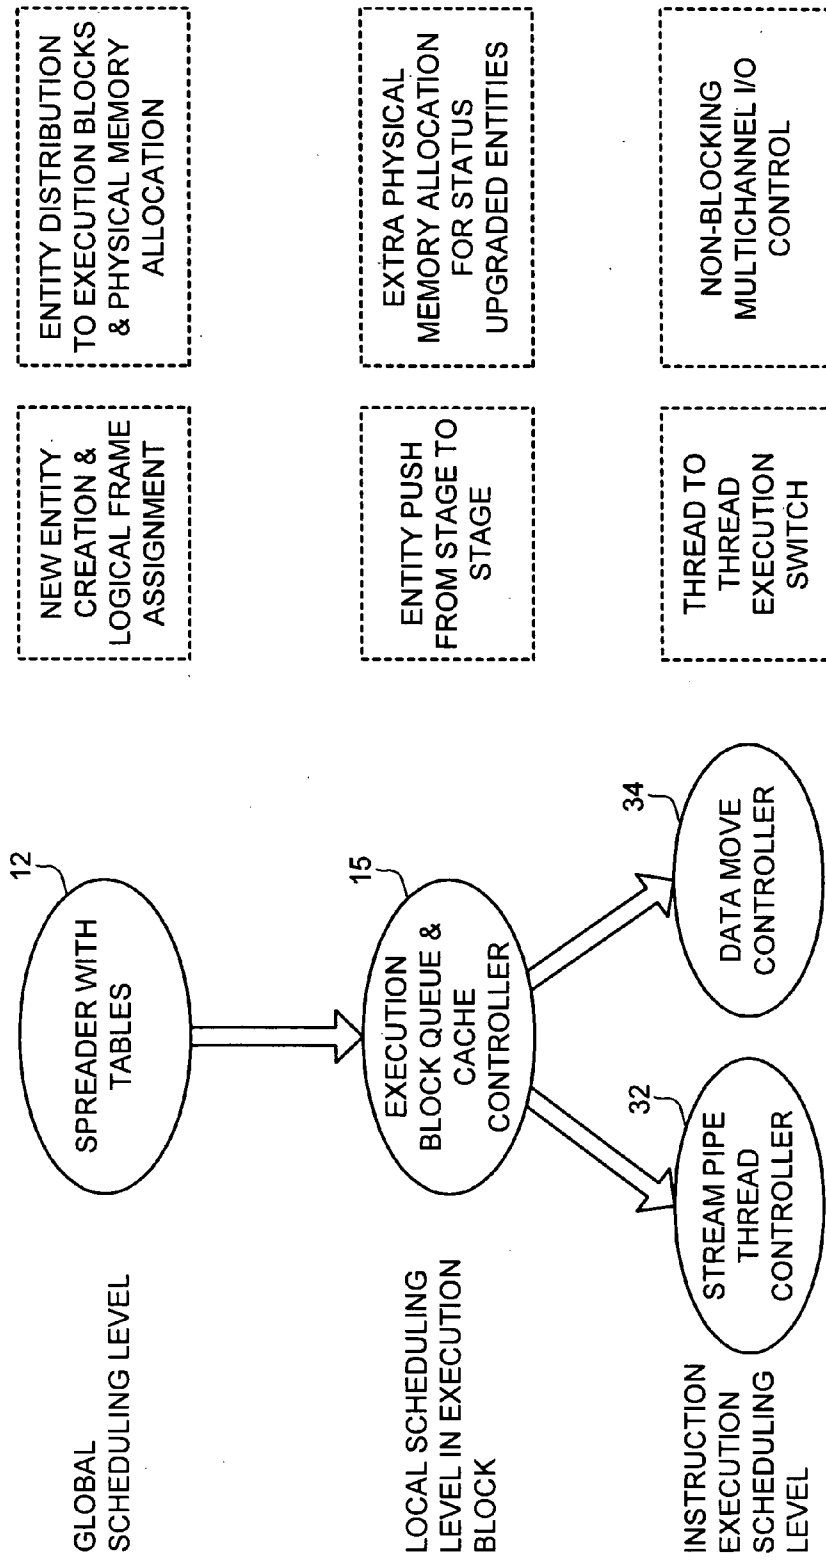 GLOBAL
SCHEDULING LEVEL
12
SPREADER WITH
TABLES
NEW ENTITY
CREATION &
LOGICAL FRAME
ASSIGNMENT
ENTITY DISTRIBUTION
TO EXECUTION BLOCKS
& PHYSICAL MEMORY
ALLOCATION
LOCAL SCHEDULING
LEVEL IN EXECUTION
BLOCK
15
EXECUTION
BLOCK QUEUE &
CACHE
CONTROLLER
ENTITY PUSH
FROM STAGE TO
STAGE
EXTRA PHYSICAL
MEMORY ALLOCATION
FOR STATUS
UPGRADED ENTITIES
INSTRUCTION
EXECUTION
SCHEDULING
LEVEL
32
STREAM PIPE
THREAD
CONTROLLER
34
DATA MOVE
CONTROLLER
THREAD TO
THREAD
EXECUTION
SWITCH
NON-BLOCKING
MULTICHANNEL I/O
CONTROL